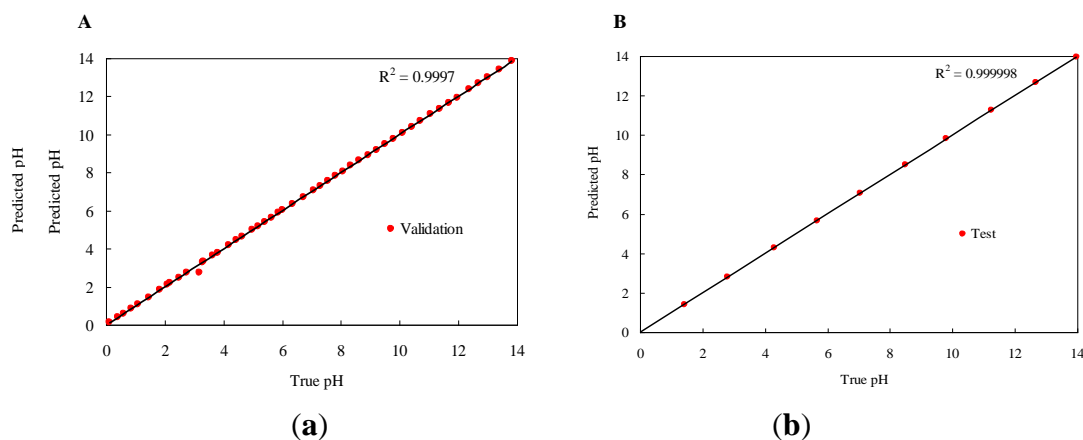 A
14
12
10
8
6
4
2
0
Predicted pH
Predicted pH
R² = 0.9997
Validation
0 2 4 6 8 10 12 14
True pH
(a)
B
14
12
10
8
6
4
2
0
Predicted pH
R² = 0.999998
Test
0 2 4 6 8 10 12 14
True pH
(b)